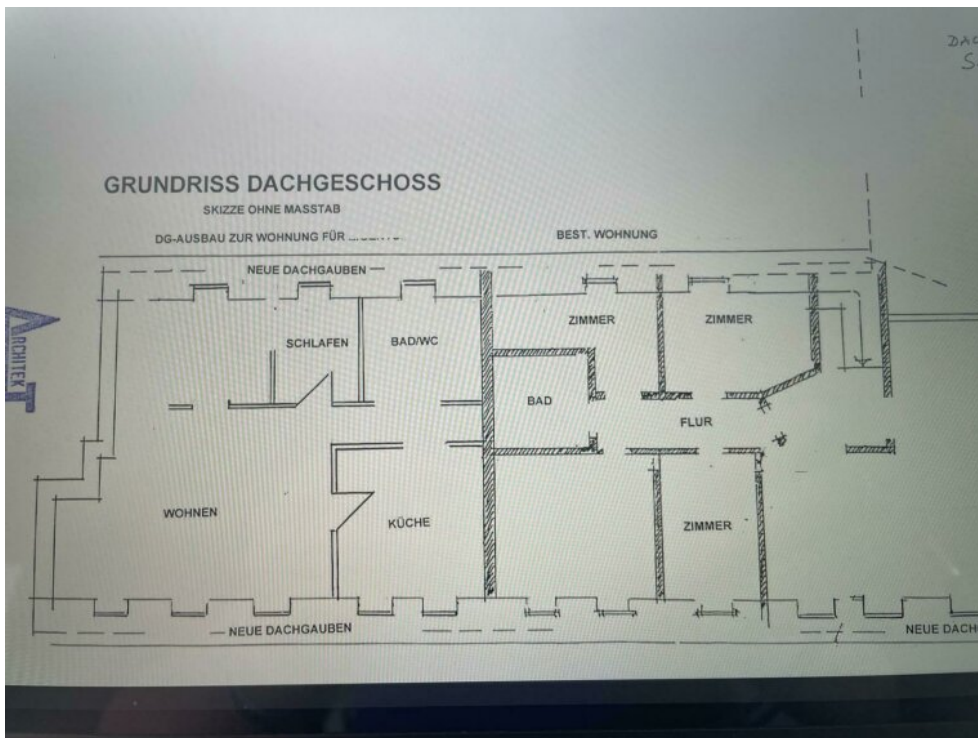 DAC
S
GRUNDRISS DACHGESCHOSS
SKIZZE OHNE MASSTAB
DG-AUSBAU ZUR WOHNUNG FÜR
BEST. WOHNUNG
NEUE DACHGAUBEN
ZIMMER
ZIMMER
SCHLAFEN
BAD/WC
ARCHITEKT
BAD
FLUR
WOHNEN
KÜCHE
ZIMMER
NEUE DACHGAUBEN
NEUE DACH